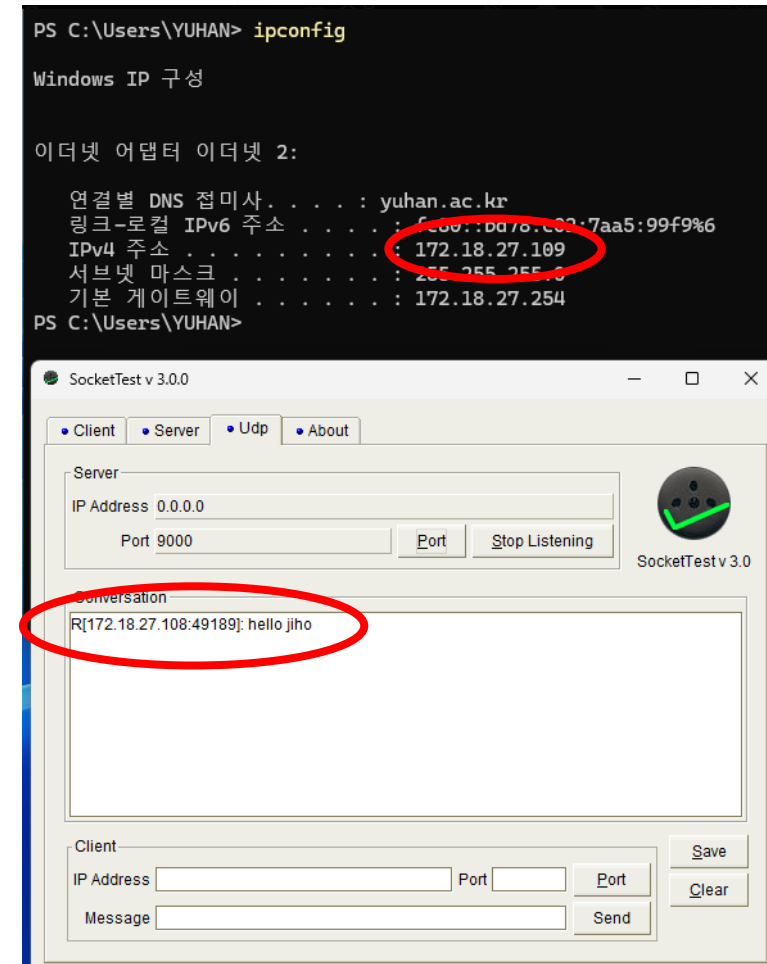 PS C:\Users\YUHAN> ipconfig
Windows IP 구성
이더넷 어댑터 이더넷 2:
연결별 DNS 접미사. . . . : yuhan.ac.kr
링크-로컬 IPv6 주소 . . . . :
IPv4 주소 . . . . . . . . . : 172.18.27.109
서브넷 마스크 . . . . . . . :
기본 게이트웨이 . . . . . . : 172.18.27.254
PS C:\Users\YUHAN>
SocketTest v 3.0.0
Client Server Udp About
Server
IP Address 0.0.0.0
Port 9000 Port Stop Listening
SocketTest v 3.0
Conversation
R[172.18.27.108:49189]: hello jiho
Client
IP Address Port Port
Message Send
Save
Clear